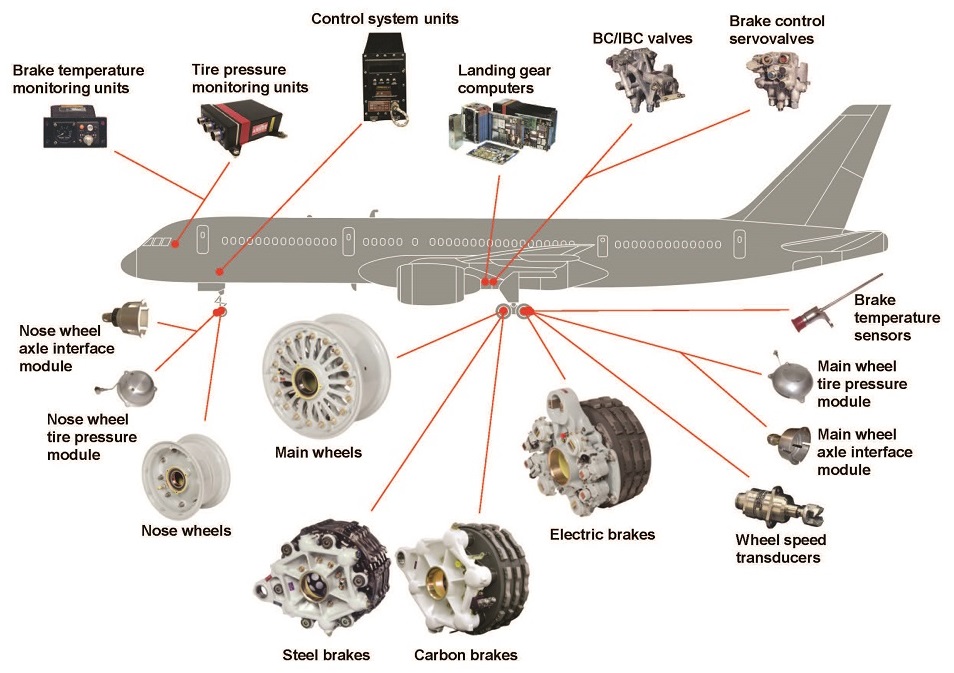 Control system units
Brake control
servovalves
BC/IBC valves
Brake temperature
monitoring units
Tire pressure
monitoring units
Landing gear
computers
Nose wheel
axle interface
module
Brake
temperature
sensors
Main wheel
tire pressure
module
Nose wheel
tire pressure
module
Main wheels
Main wheel
axle interface
module
Nose wheels
Electric brakes
Wheel speed
transducers
Steel brakes
Carbon brakes